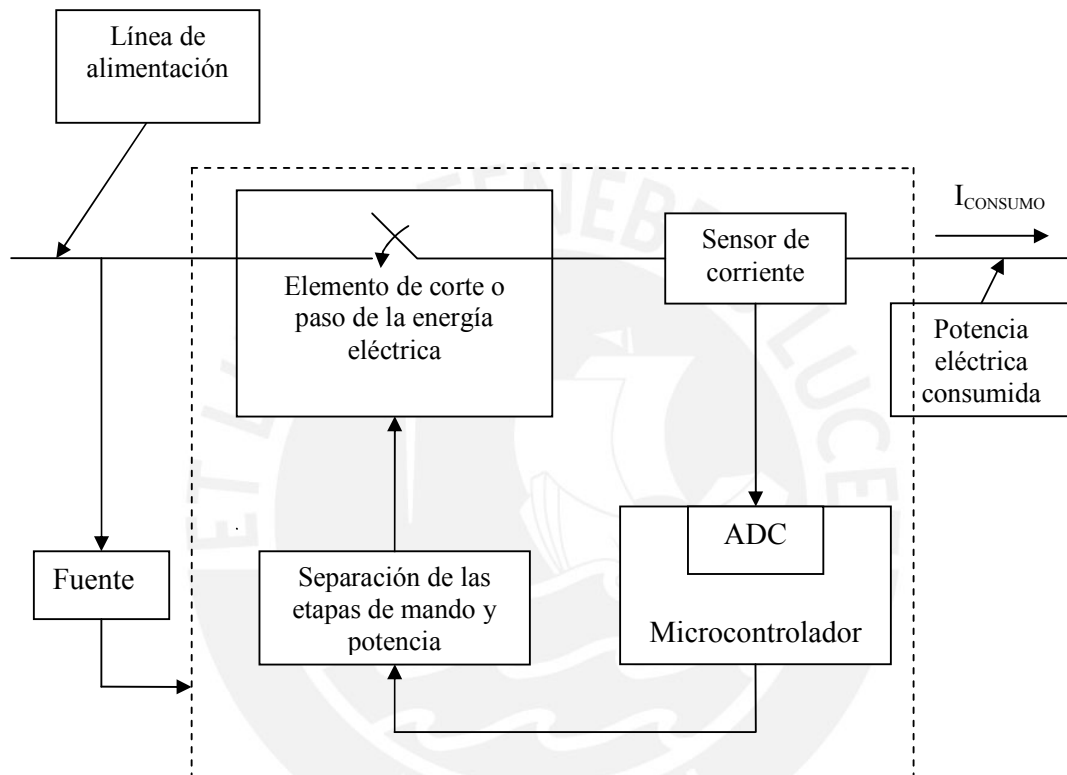 Línea de
alimentación
I CONSUMO
Sensor de
corriente
Elemento de corte o
paso de la energía
eléctrica
Potencia
eléctrica
consumida
ADC
Microcontrolador
Fuente
Separación de las
etapas de mando y
potencia